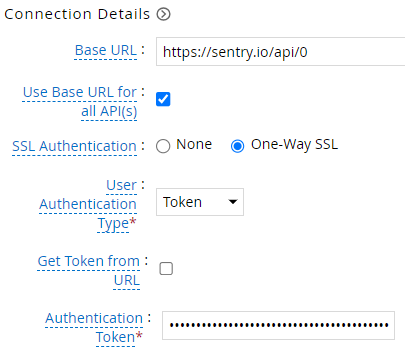 Connection Details
Base URL :
https://sentry.io/api/0
Use Base URL for :
all API(s)
SSL Authentication :
None
One-Way SSL
User :
Authentication
Type*
Token
Get Token from :
URL
Authentication :
Token*
••••••••••••••••••••••••••••••••••••••••